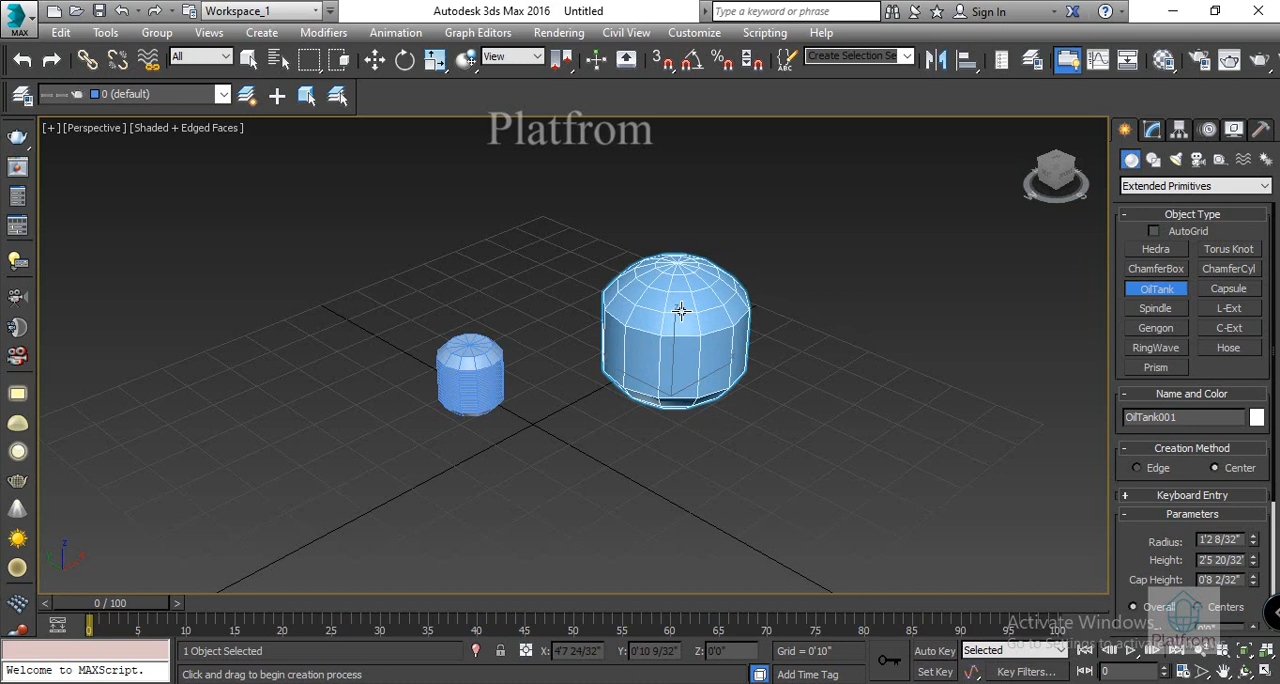 MAX
Workspace_1
Autodesk 3ds Max 2016 Untitled
Type a keyword or phrase
Sign In
Edit Tools Group Views Create Modifiers Animation Graph Editors Rendering Civil View Customize Scripting Help
All
View
Create Selection Se
0 (default)
Platfrom
[+] [Perspective] [Shaded + Edged Faces]
Extended Primitives
Object Type
AutoGrid
Hedra Torus Knot
ChamferBox ChamferCyl
OilTank Capsule
Spindle L-Ext
Gengon C-Ext
RingWave Hose
Prism
Name and Color
OilTank001
Creation Method
Edge Center
Keyboard Entry
Parameters
Radius: 1'2 8/32"
Height: 2'5 20/32"
Cap Height: 0'8 2/32"
Overall Centers
Activate Windows
Go to Settings to activate
Platfrom
0 / 100
0 5 10 15 20 25 30 35 40 45 50 55 60 65 70 75 80 85 90 95 100
1 Object Selected X: 4'7 24/32" Y: 0'10 9/32" Z: 0'0" Grid = 0'10" Auto Key Selected
Welcome to MAXScript. Click and drag to begin creation process Add Time Tag Set Key Key Filters... 0